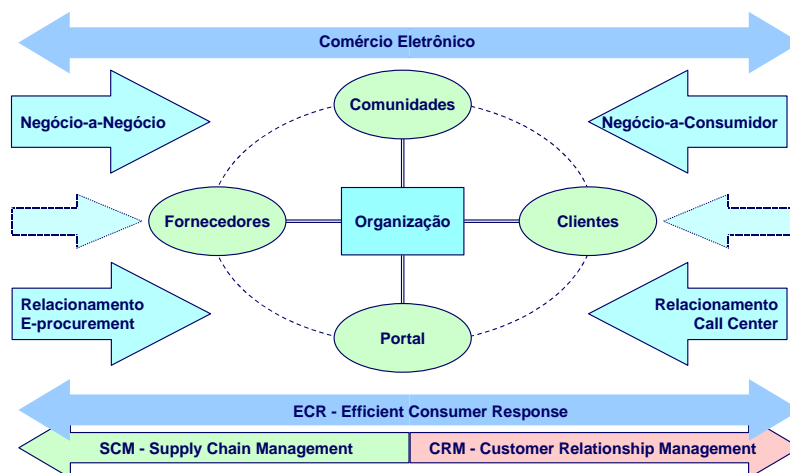 Comércio Eletrônico
Comunidades
Negócio-a-Negócio
Negócio-a-Consumidor
Fornecedores
Organização
Clientes
Relacionamento
E-procurement
Relacionamento
Call Center
Portal
ECR - Efficient Consumer Response
SCM - Supply Chain Management
CRM - Customer Relationship Management